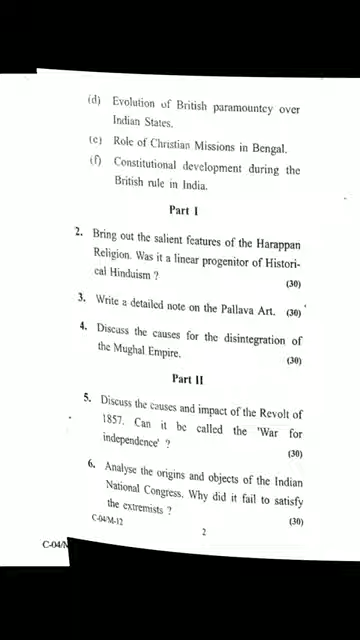 (d) Evolution of British paramountcy over
Indian States.
(e) Role of Christian Missions in Bengal.
(f) Constitutional development during the
British rule in India.
Part I
2. Bring out the salient features of the Harappan
Religion. Was it a linear progenitor of Histori-
cal Hinduism ?
(30)
3. Write a detailed note on the Pallava Art. (30)
4. Discuss the causes for the disintegration of
the Mughal Empire.
(30)
Part II
5. Discuss the causes and impact of the Revolt of
1857. Can it be called the 'War for
independence' ?
(30)
6. Analyse the origins and objects of the Indian
National Congress. Why did it fail to satisfy
the extremists ?
(30)
C-04/M-12
2
C-04/M